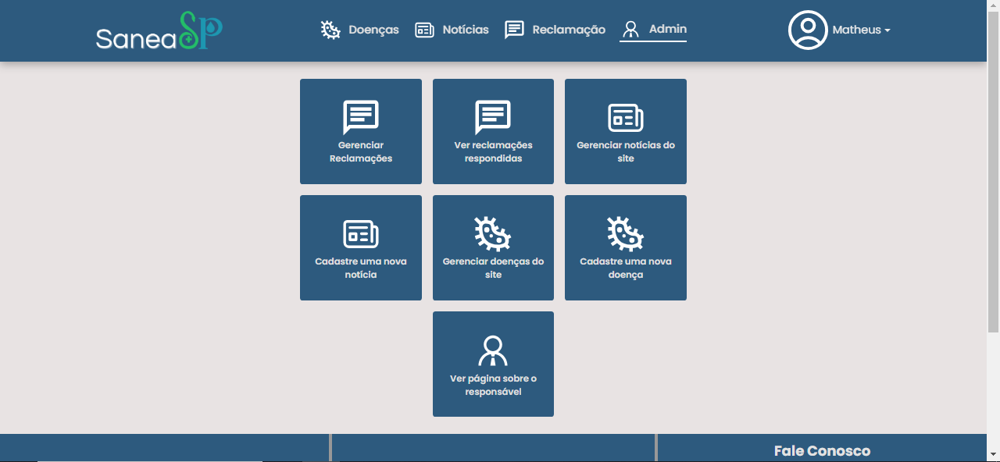 SaneaSP
Doenças
Notícias
Reclamação
Admin
Matheus
Gerenciar
Reclamações
Ver reclamações
respondidas
Gerenciar notícias do
site
Cadastre uma nova
notícia
Gerenciar doenças do
site
Cadastre uma nova
doença
Ver página sobre o
responsável
Fale Conosco